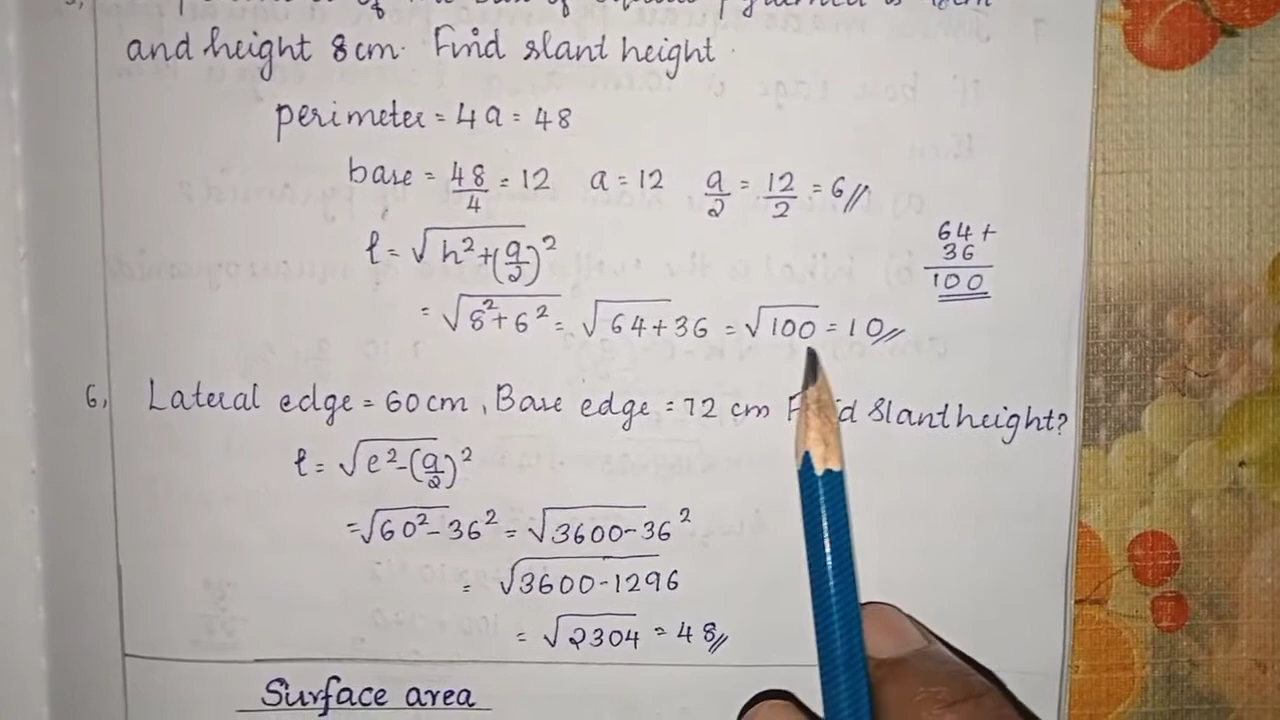 and height 8cm. Find slant height.
perimeter = 4a = 48
base = 48/4 = 12 a = 12 a/2 = 12/2 = 6//
l = √h²+(a/2)²
= √8²+6² = √64+36 = √100 = 10//
64+
36
100
6, Lateral edge = 60cm, Base edge = 72 cm Slant height?
l = √e²-(a/2)²
= √60²-36² = √3600-36²
= √3600-1296
= √2304 = 48//
Surface area